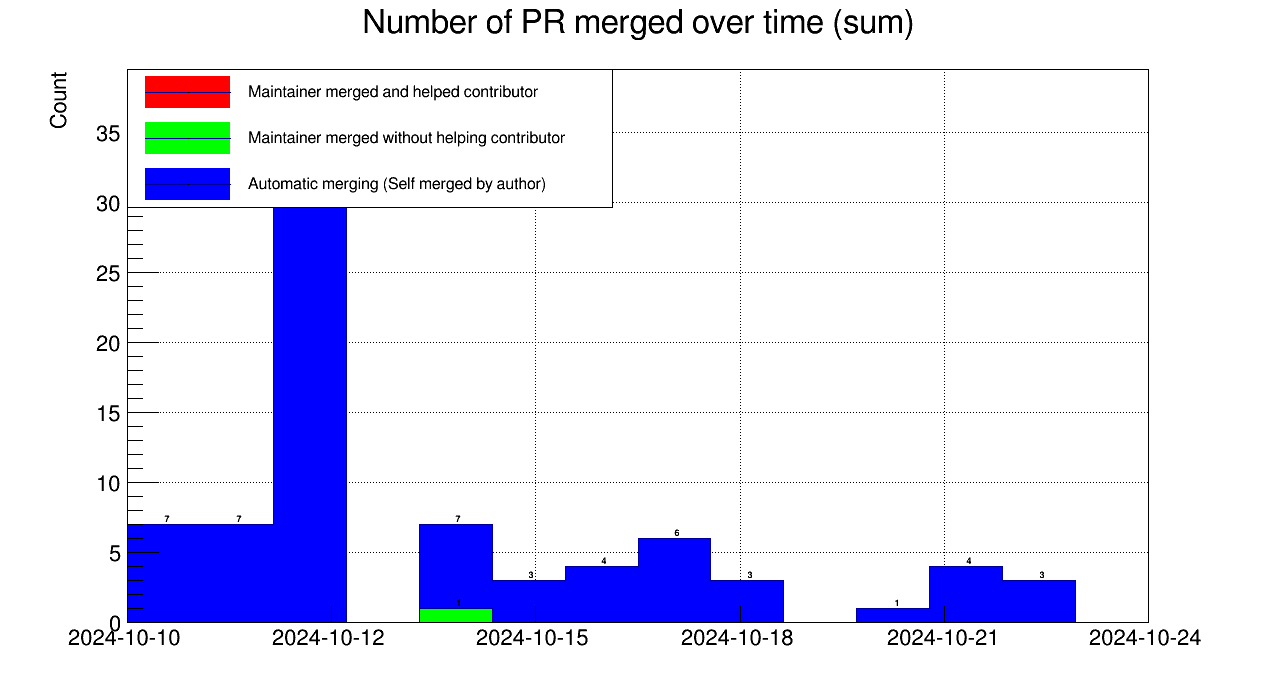 Number of PR merged over time (sum)
Count
Maintainer merged and helped contributor
Maintainer merged without helping contributor
Automatic merging (Self merged by author)
35
30
25
20
15
10
5
0
7 7 7 3 4 6 3 1 4 3
1
2024-10-10 2024-10-12 2024-10-15 2024-10-18 2024-10-21 2024-10-24